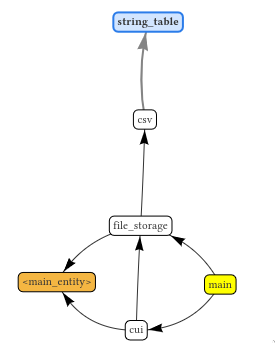 string_table
csv
file_storage
<main_entity>
main
cui